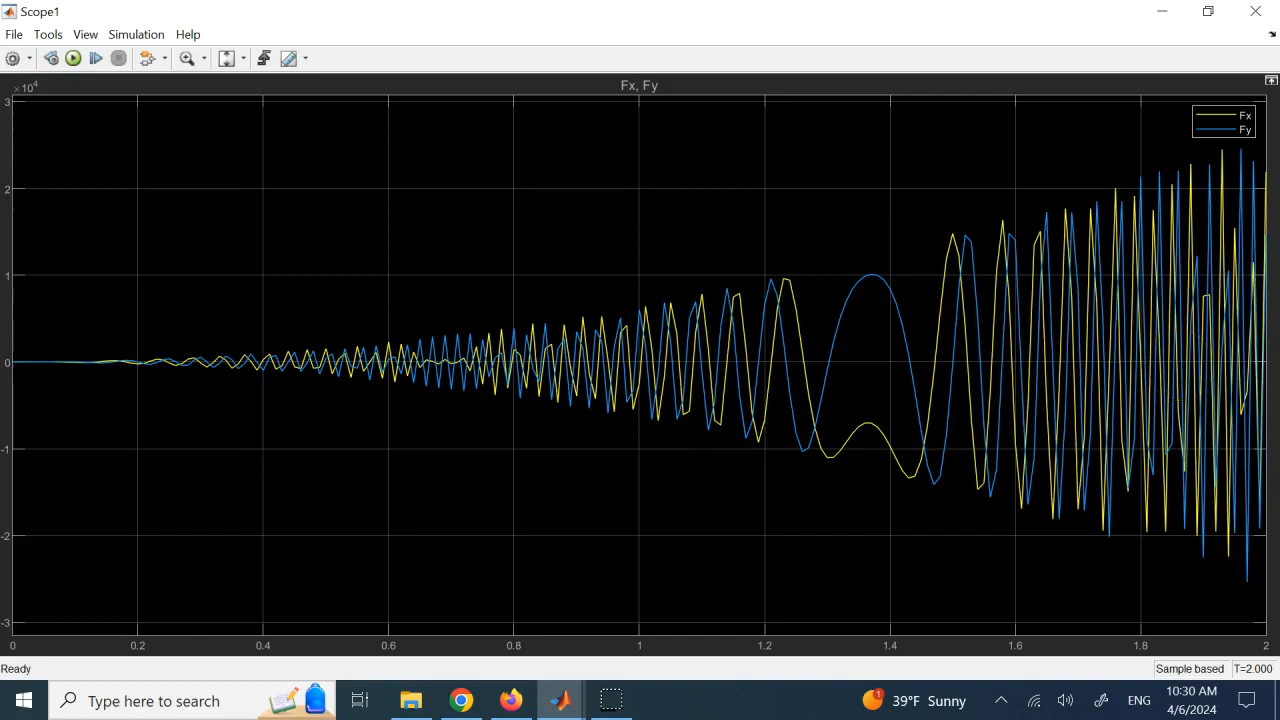 Scope1
File Tools View Simulation Help
Fx, Fy
×10⁴
Fx
Fy
3
2
1
0
-1
-2
-3
0 0.2 0.4 0.6 0.8 1 1.2 1.4 1.6 1.8 2
Ready
Sample based T=2.000
Type here to search
1
39°F Sunny
ENG
10:30 AM
4/6/2024